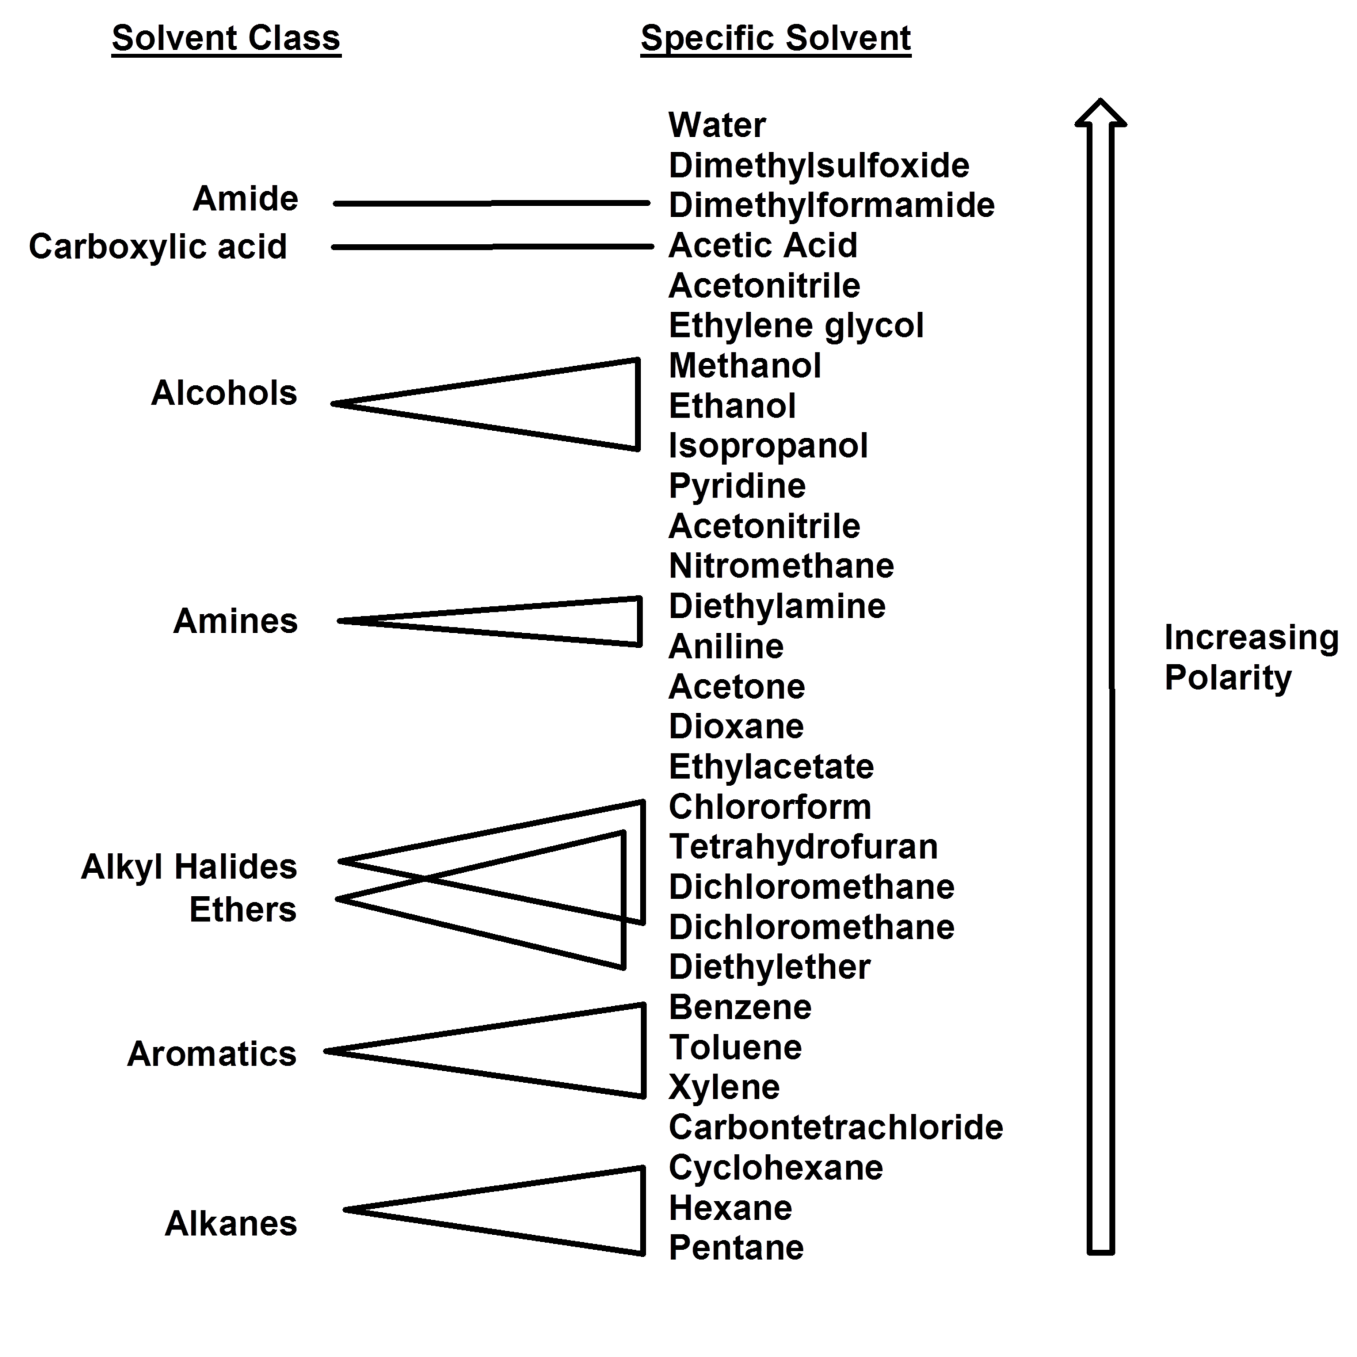 Solvent Class
Specific Solvent
Water
Dimethylsulfoxide
Amide
Dimethylformamide
Carboxylic acid
Acetic Acid
Acetonitrile
Ethylene glycol
Methanol
Alcohols
Ethanol
Isopropanol
Pyridine
Acetonitrile
Nitromethane
Diethylamine
Amines
Aniline
Increasing
Polarity
Acetone
Dioxane
Ethylacetate
Chlororform
Tetrahydrofuran
Alkyl Halides
Dichloromethane
Ethers
Dichloromethane
Diethylether
Benzene
Toluene
Aromatics
Xylene
Carbontetrachloride
Cyclohexane
Hexane
Alkanes
Pentane